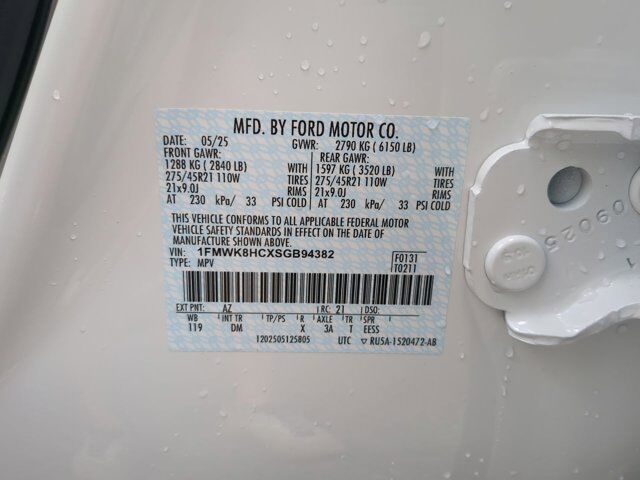 MFD. BY FORD MOTOR CO.
DATE: 05/25 GVWR: 2790 KG ( 6150 LB)
FRONT GAWR: REAR GAWR:
1288 KG ( 2840 LB) 1597 KG ( 3520 LB)
275/45R21 110W TIRES 275/45R21 110W TIRES
21x9.0J RIMS 21x9.0J RIMS
AT 230 kPa/ 33 PSI COLD AT 230 kPa/ 33 PSI COLD
THIS VEHICLE CONFORMS TO ALL APPLICABLE FEDERAL MOTOR
VEHICLE SAFETY STANDARDS IN EFFECT ON THE DATE OF
MANUFACTURE SHOWN ABOVE.
VIN: 1FMWK8HCXSGB94382 F0131
TYPE: MPV T0211
EXT PNT: AZ RC: 21 DSO:
WB INT TR TP/PS R AXLE TR SPR
119 DM X 3A T EESS
1202505125805 UTC ▽ RU5A-1520472-AB
09025